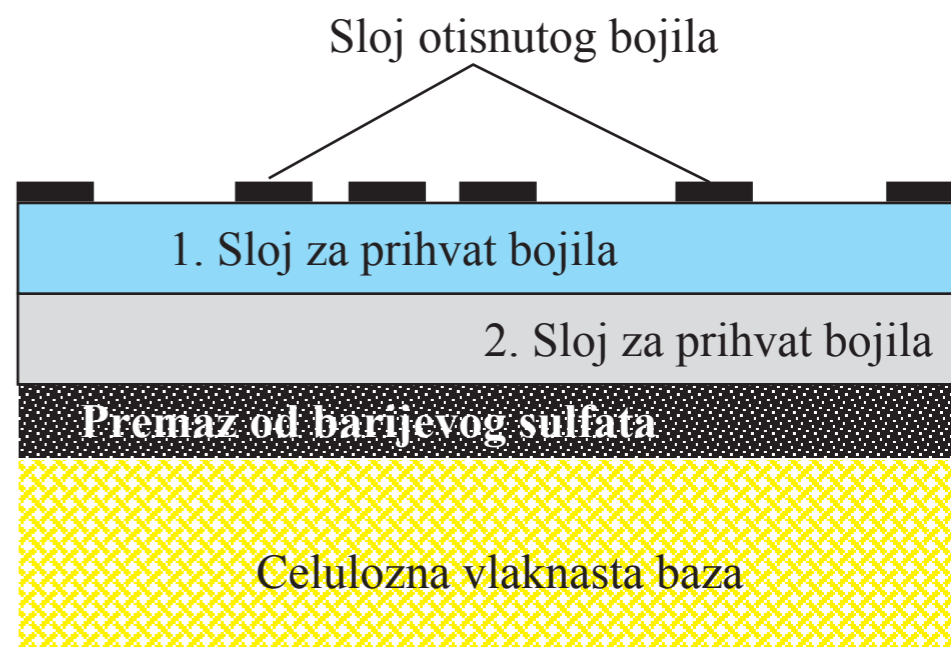 Sloj otisnutog bojila
1. Sloj za prihvat bojila
2. Sloj za prihvat bojila
Premaz od barijevog sulfata
Celulozna vlaknasta baza